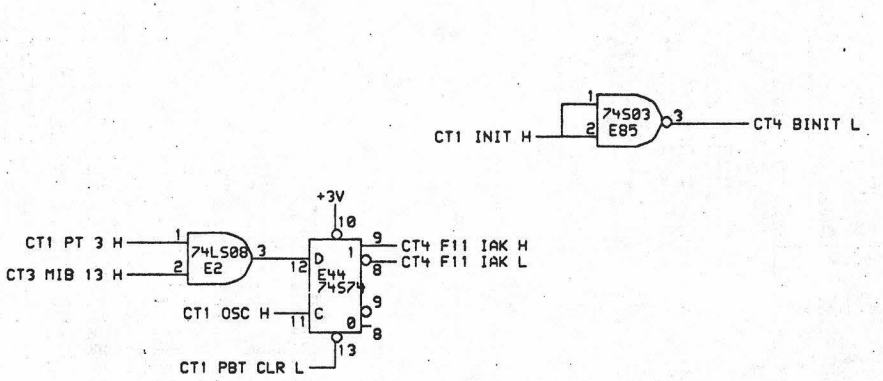 1
74S03
3
CT1 INIT H
2
E85
CT4 BINIT L
+3V
10
CT1 PT 3 H
1
74LS08
3
D
1
9
CT4 F11 IAK H
CT3 MIB 13 H
2
E2
12
E44
8
CT4 F11 IAK L
74S74
9
CT1 OSC H
11
C
0
8
13
CT1 PBT CLR L